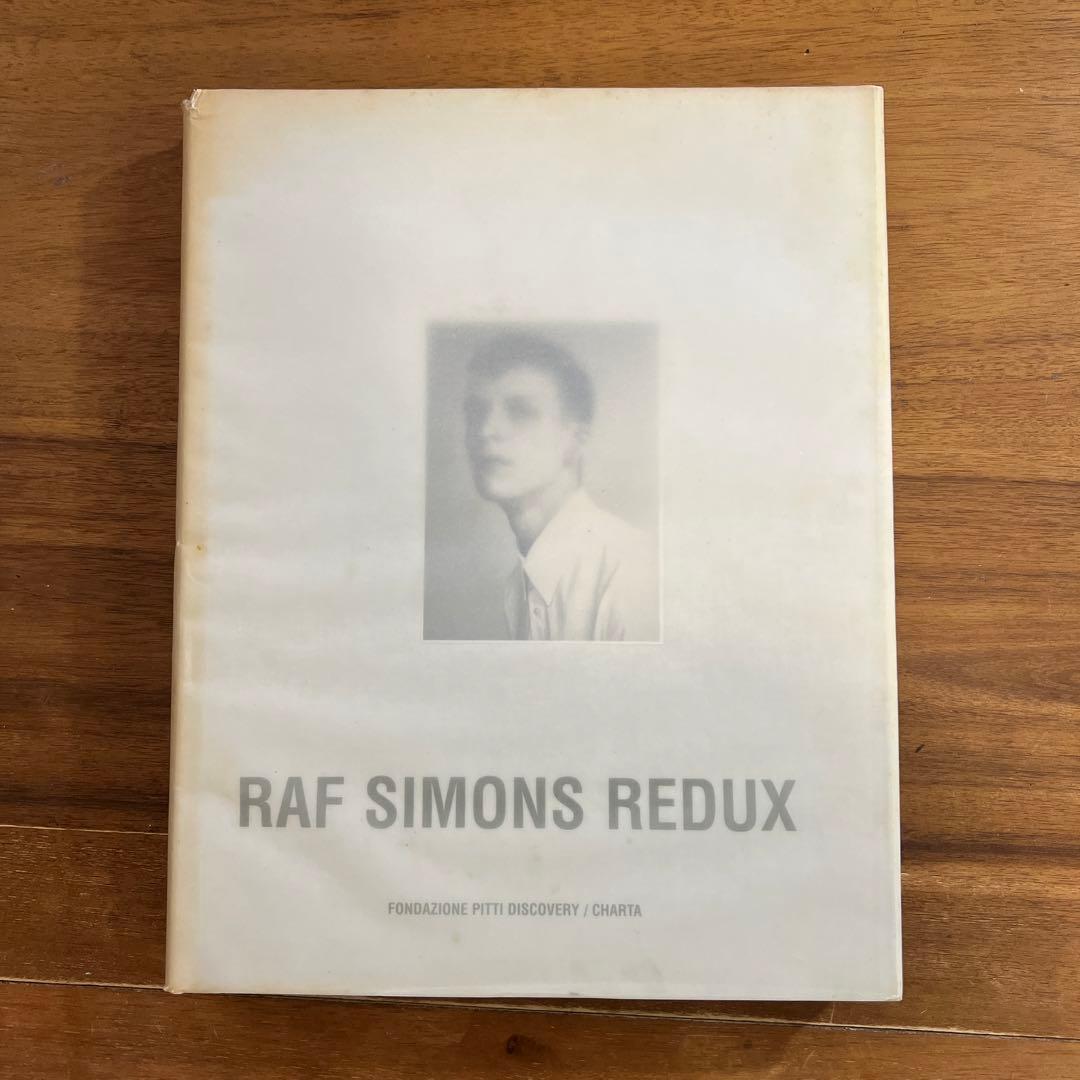 RAF SIMONS REDUX
FONDAZIONE PITTI DISCOVERY / CHARTA